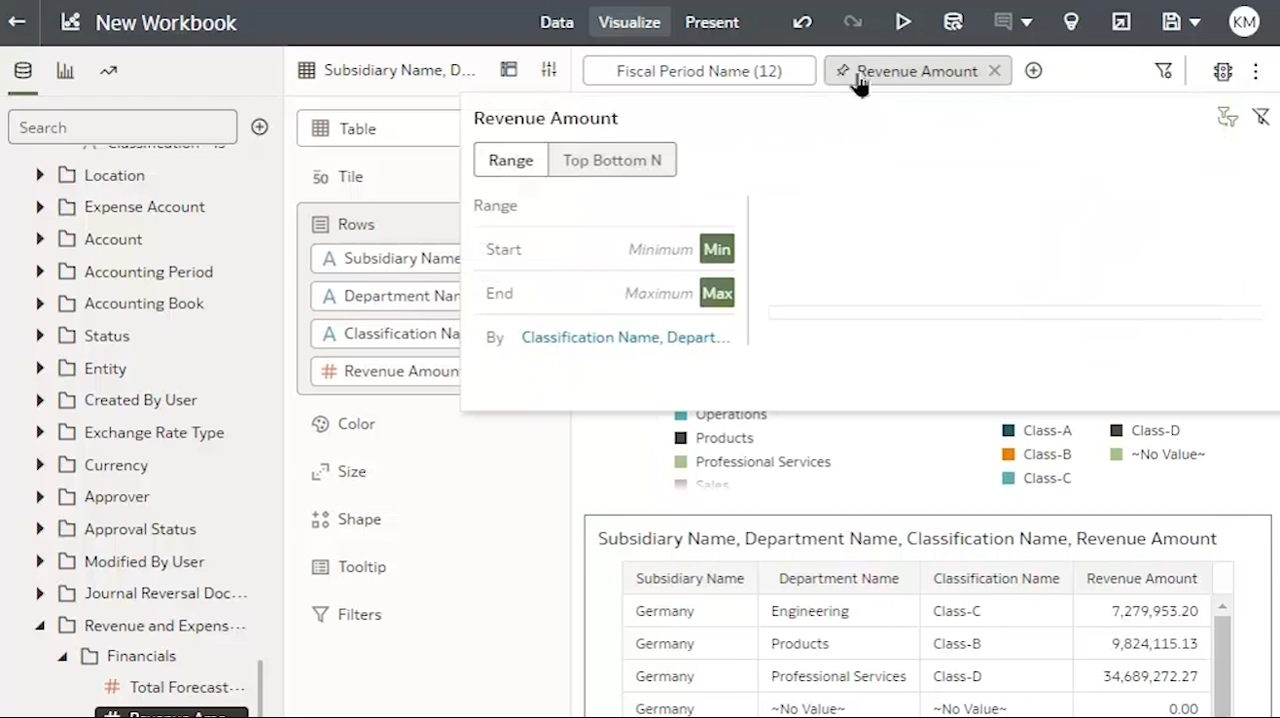 New Workbook
Data
Visualize
Present
KM
Subsidiary Name, D...
Fiscal Period Name (12)
Revenue Amount
Search
Location
Expense Account
Account
Accounting Period
Accounting Book
Status
Entity
Created By User
Exchange Rate Type
Currency
Approver
Approval Status
Modified By User
Journal Reversal Doc...
Revenue and Expens...
Financials
# Total Forecast...
Table
50 Tile
Rows
A Subsidiary Name
A Department Nam
A Classification Na
# Revenue Amoun
Color
Size
Shape
Tooltip
Filters
Revenue Amount
Range
Top Bottom N
Range
Start Minimum Min
End Maximum Max
By Classification Name, Depart...
Operations
Products
Professional Services
Sales
Class-A
Class-B
Class-C
Class-D
~No Value~
Subsidiary Name, Department Name, Classification Name, Revenue Amount
Subsidiary Name Department Name Classification Name Revenue Amount
Germany Engineering Class-C 7,279,953.20
Germany Products Class-B 9,824,115.13
Germany Professional Services Class-D 34,689,272.27
Germany ~No Value~ ~No Value~ 0.00